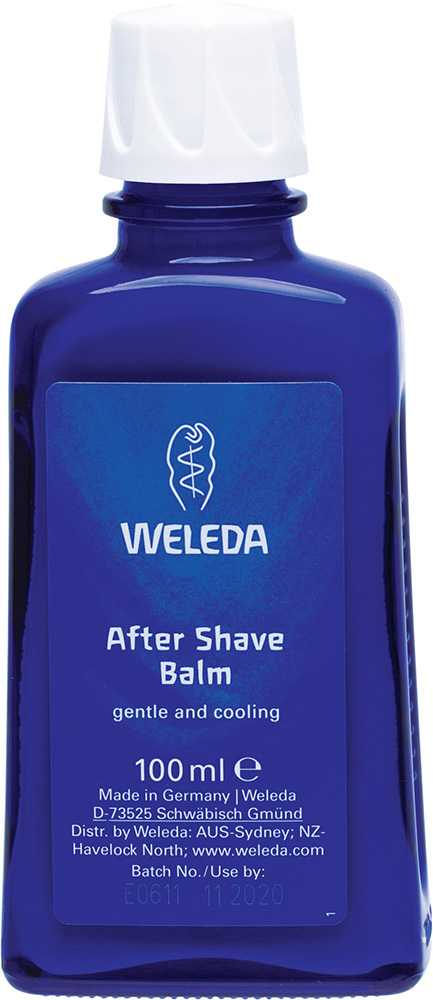 WELEDA
After Shave
Balm
gentle and cooling
100 ml ℮
Made in Germany | Weleda
D-73525 Schwäbisch Gmünd
Distr. by Weleda: AUS-Sydney; NZ-
Havelock North; www.weleda.com
Batch No./Use by:
E0611 11 2020
1